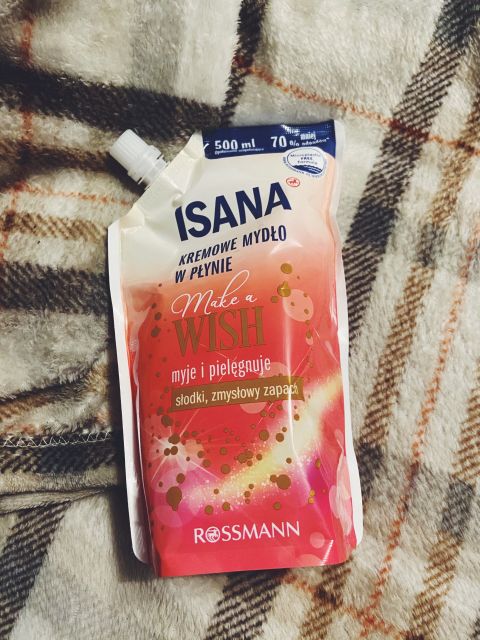 500 ml
70
ISANA
KREMOWE MYDŁO
W PŁYNIE
Make a
WISH
myje i pielęgnuje
słodki, zmysłowy zapach
ROSSMANN